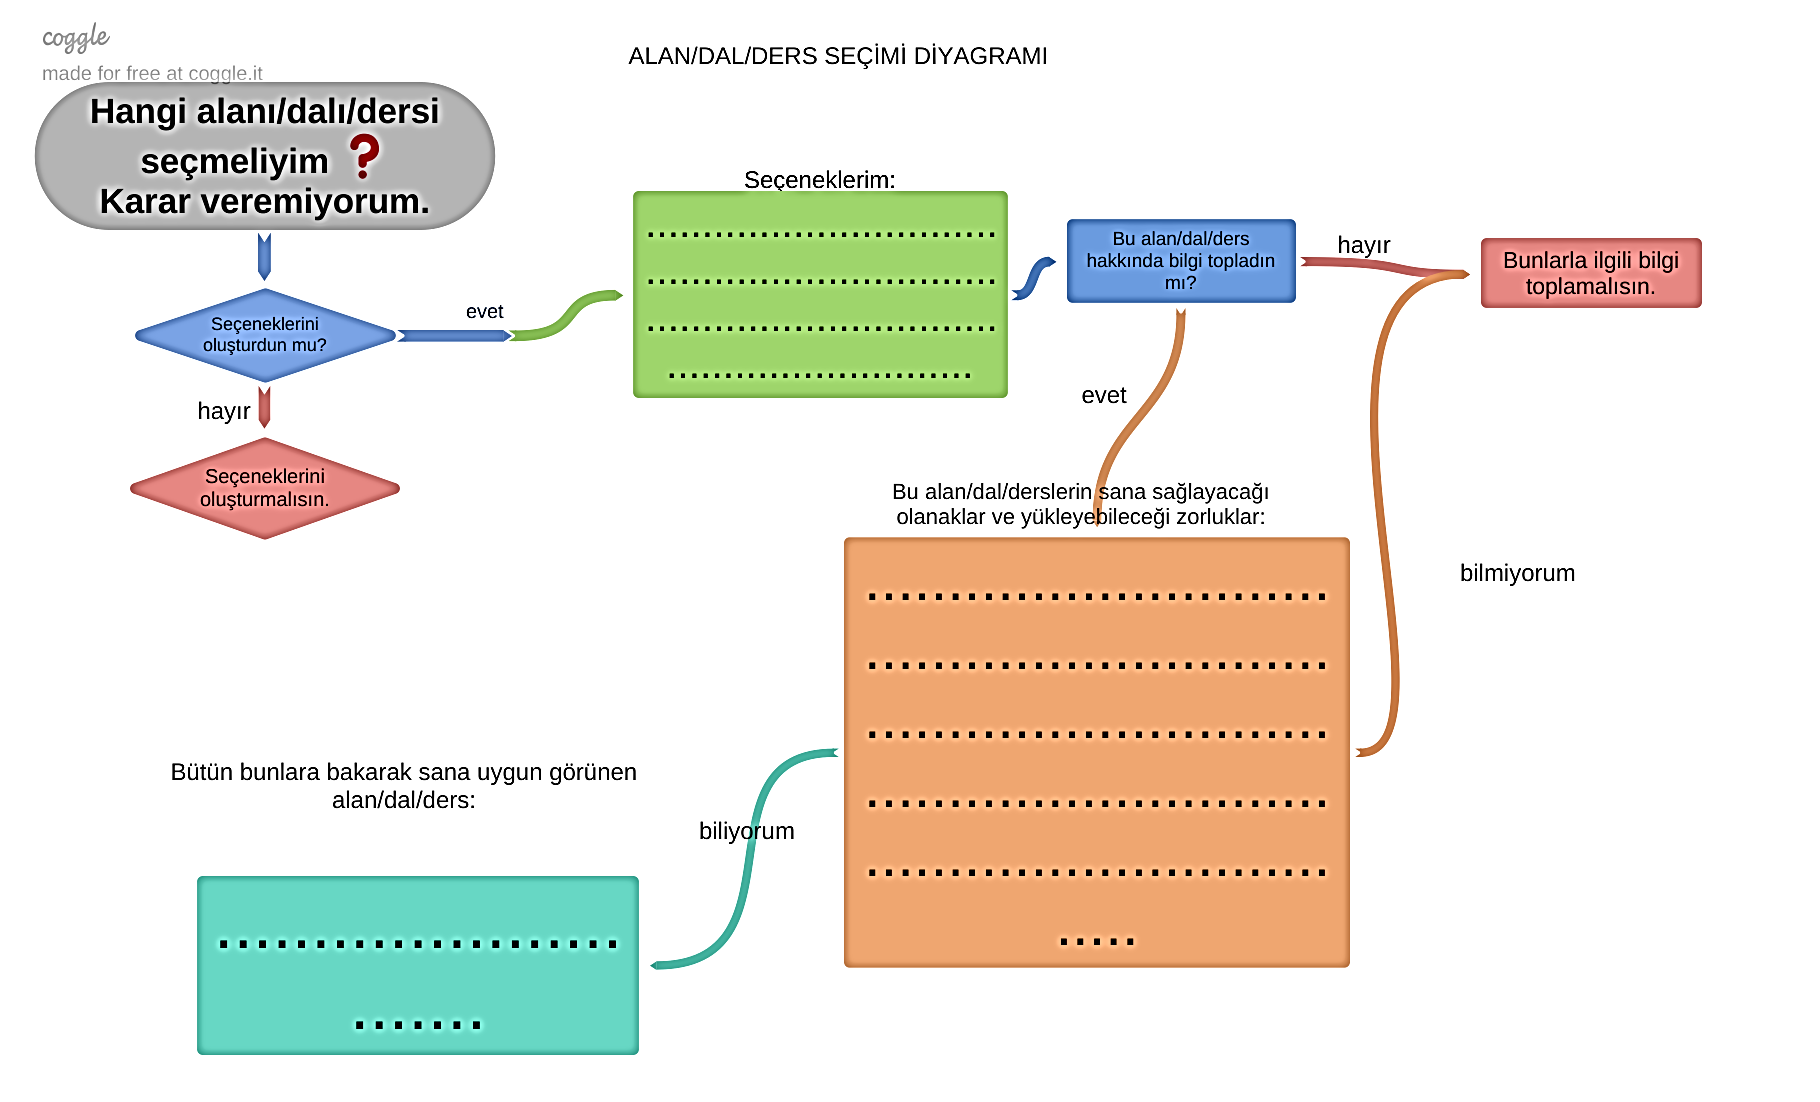 coggle
made for free at coggle.it
ALAN/DAL/DERS SEÇİMİ DİYAGRAMI
Hangi alanı/dalı/dersi
seçmeliyim ❓
Karar veremiyorum.
Seçeneklerini
oluşturdun mu?
evet
hayır
Seçeneklerini
oluşturmalısın.
Seçeneklerim:
..............................
..............................
..............................
..........................
Bu alan/dal/ders
hakkında bilgi topladın
mı?
hayır
Bunlarla ilgili bilgi
toplamalısın.
evet
Bu alan/dal/derslerin sana sağlayacağı
olanaklar ve yükleyebileceği zorluklar:
............................
............................
............................
............................
............................
.....
bilmiyorum
biliyorum
Bütün bunlara bakarak sana uygun görünen
alan/dal/ders:
.....................
.......